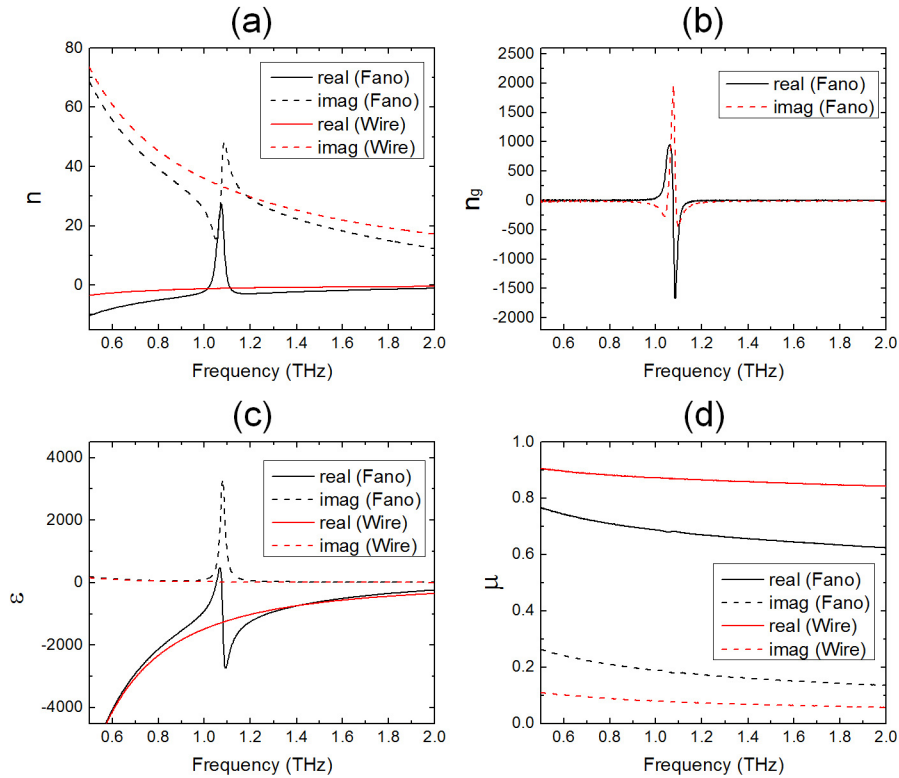 (a)
80
60
40
20
0
n
0.6 0.8 1.0 1.2 1.4 1.6 1.8 2.0
Frequency (THz)
real (Fano)
imag (Fano)
real (Wire)
imag (Wire)
(b)
2500
2000
1500
1000
500
0
-500
-1000
-1500
-2000
ng
0.6 0.8 1.0 1.2 1.4 1.6 1.8 2.0
Frequency (THz)
real (Fano)
imag (Fano)
(c)
4000
2000
0
-2000
-4000
ε
0.6 0.8 1.0 1.2 1.4 1.6 1.8 2.0
Frequency (THz)
real (Fano)
imag (Fano)
real (Wire)
imag (Wire)
(d)
1.0
0.8
0.6
0.4
0.2
0.0
μ
0.6 0.8 1.0 1.2 1.4 1.6 1.8 2.0
Frequency (THz)
real (Fano)
imag (Fano)
real (Wire)
imag (Wire)